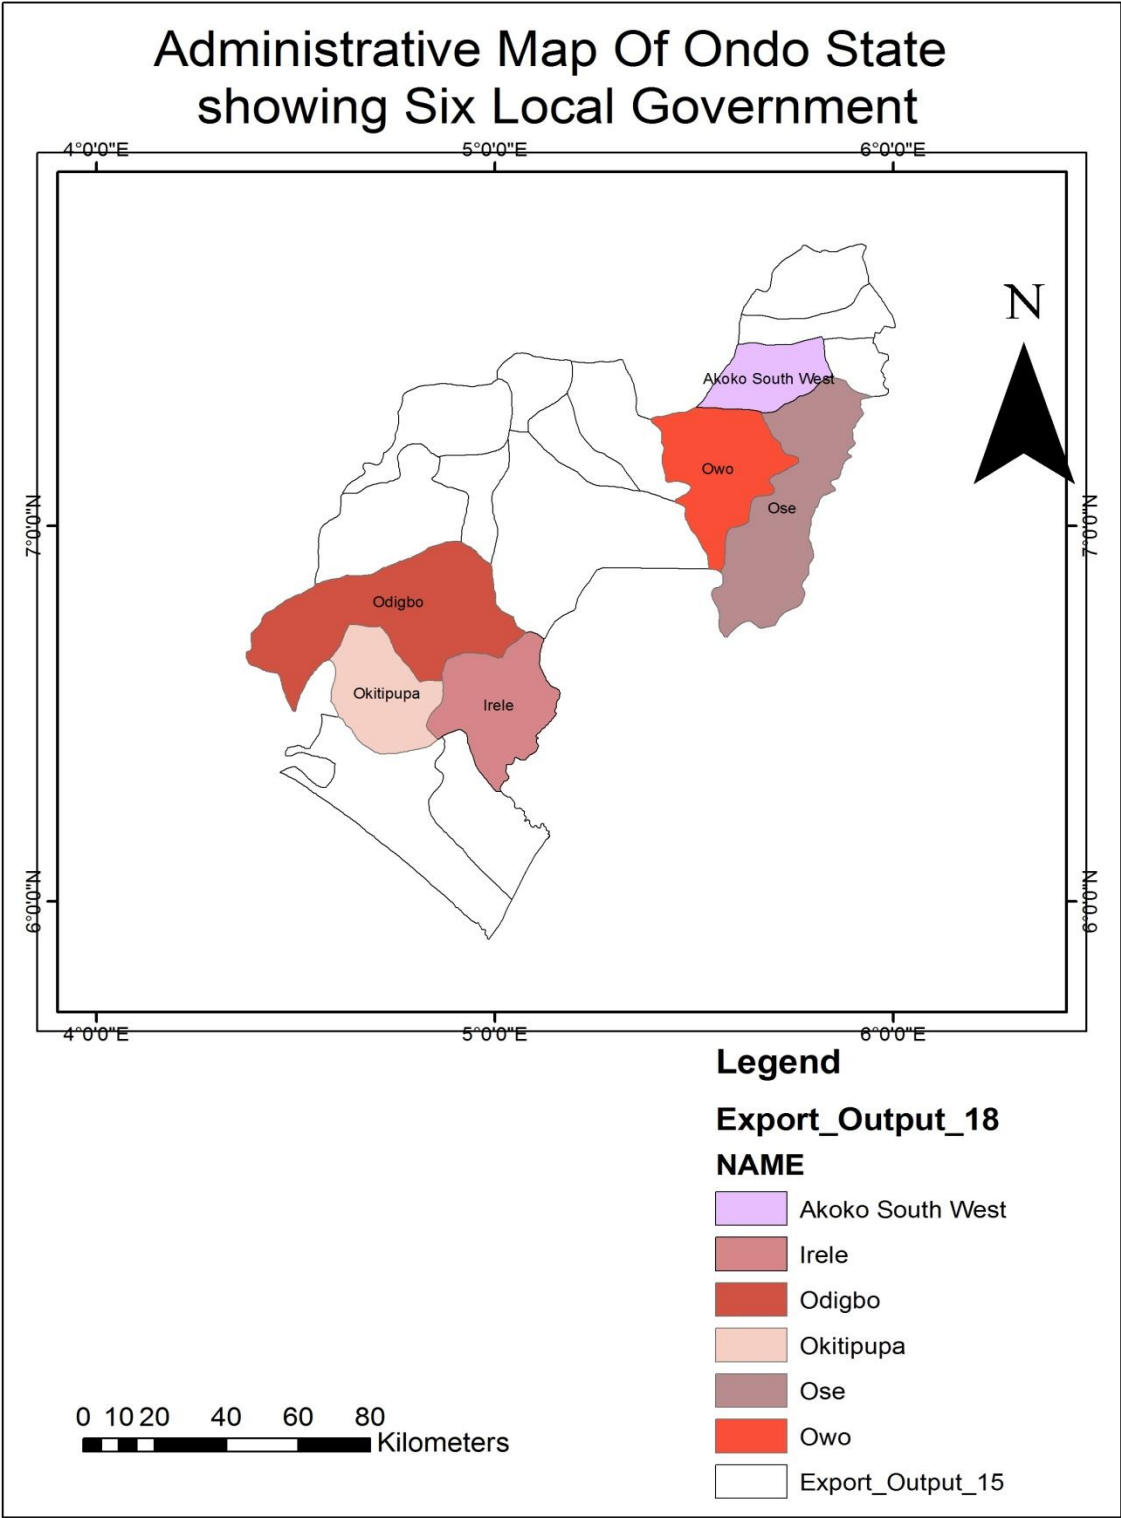 Administrative Map Of Ondo State
showing Six Local Government
4°0'0"E 5°0'0"E 6°0'0"E
N
Akoko South West
Owo
Ose
7°0'0"N 7°0'0"N
Odigbo
Okitipupa
Irele
6°0'0"N 6°0'0"N
4°0'0"E 5°0'0"E 6°0'0"E
Legend
Export_Output_18
NAME
Akoko South West
Irele
Odigbo
Okitipupa
Ose
Owo
Export_Output_15
0 10 20 40 60 80
Kilometers